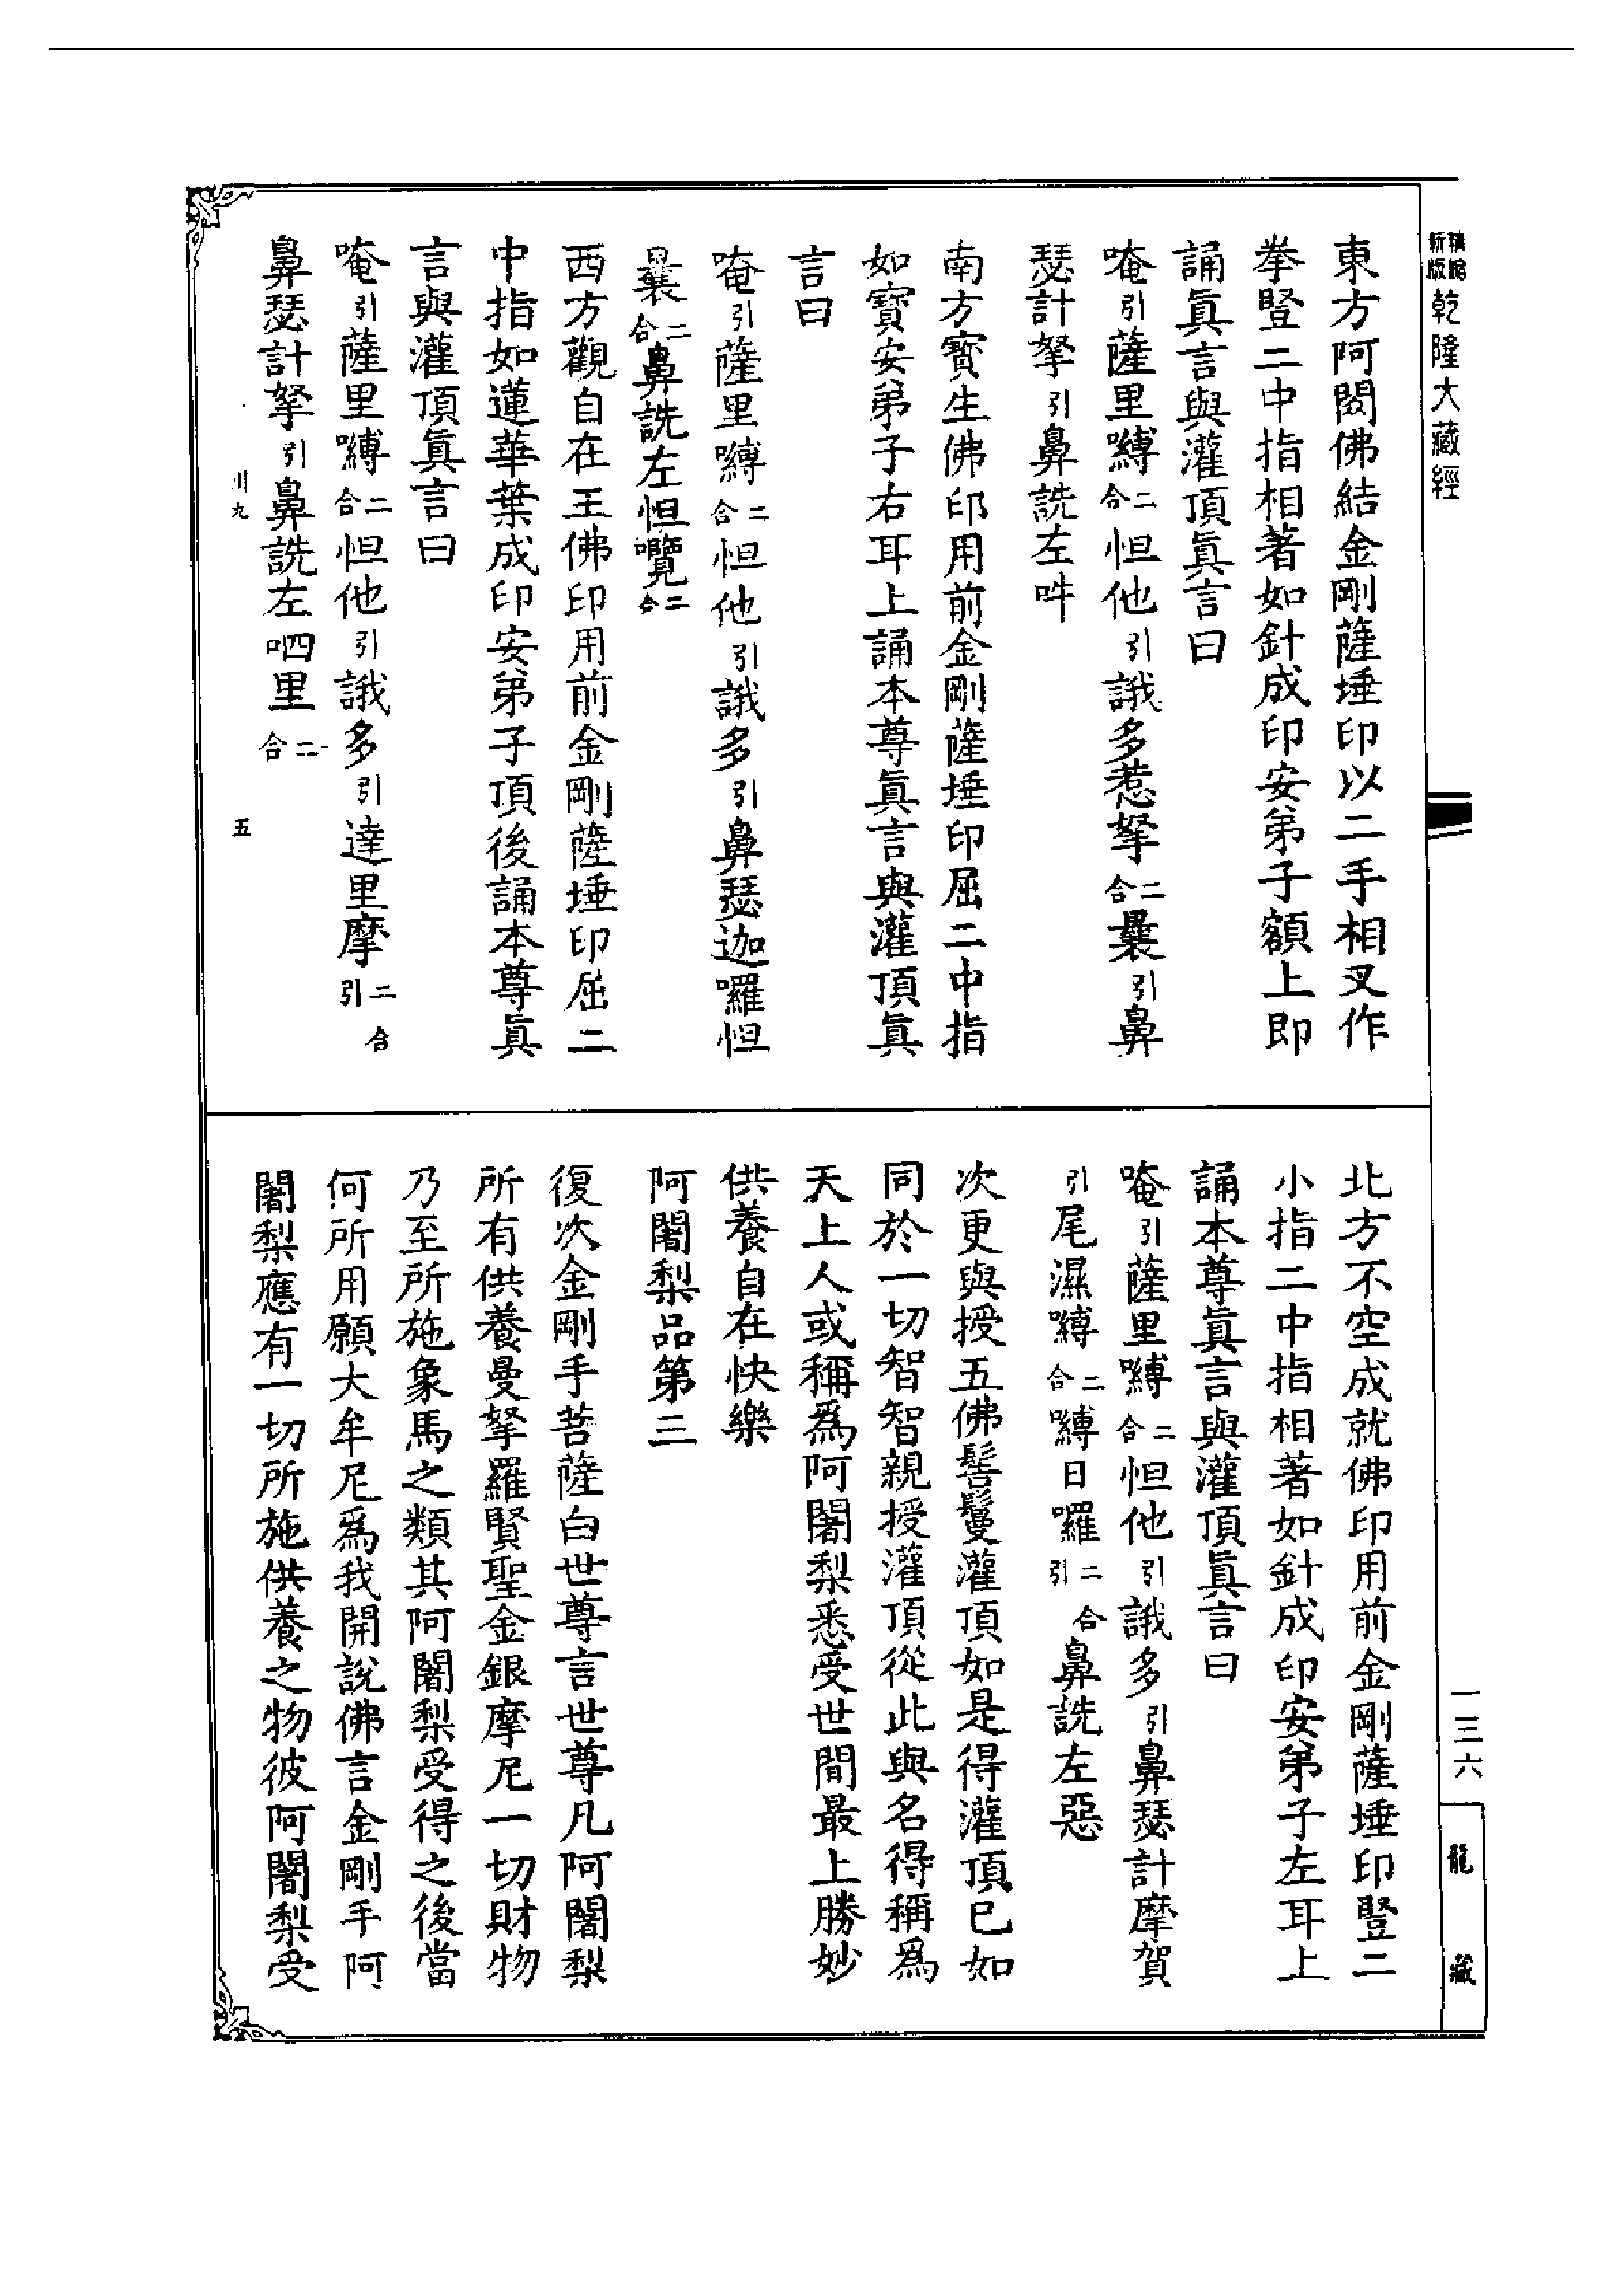 精縮
新版
乾隆大藏經
東方阿閦佛結金剛薩埵印以二手相叉作
拳豎二中指相著如針成印安弟子額上即
誦眞言與灌頂眞言曰
唵引薩里嚩二合怛他引誐多惹拏二合曩引鼻
瑟計拏引鼻詵左吽
南方寶生佛印用前金剛薩埵印屈二中指
如寶安弟子右耳上誦本尊眞言與灌頂眞
言曰
唵引薩里嚩二合怛他引誐多引鼻瑟迦囉怛
曩二合鼻詵左怛嚂二合
西方觀自在王佛印用前金剛薩埵印屈二
中指如蓮華葉成印安弟子頂後誦本尊眞
言與灌頂眞言曰
唵引薩里嚩二合怛他引誐多引達里摩二合引
鼻瑟計拏引鼻詵左呬里二合
川九
五
北方不空成就佛印用前金剛薩埵印豎二
小指二中指相著如針成印安弟子左耳上
誦本尊眞言與灌頂眞言曰
唵引薩里嚩二合怛他引誐多引鼻瑟計摩賀
引尾濕嚩二合嚩日囉二合引鼻詵左惡
次更與授五佛髻鬘灌頂如是得灌頂已如
同於一切智智親授灌頂從此與名得稱爲
天上人或稱爲阿闍梨悉受世間最上勝妙
供養自在快樂
阿闍梨品第三
復次金剛手菩薩白世尊言世尊凡阿闍梨
所有供養曼拏羅賢聖金銀摩尼一切財物
乃至所施象馬之類其阿闍梨受得之後當
何所用願大牟尼爲我開說佛言金剛手阿
闍梨應有一切所施供養之物彼阿闍梨受
一三六
龍藏